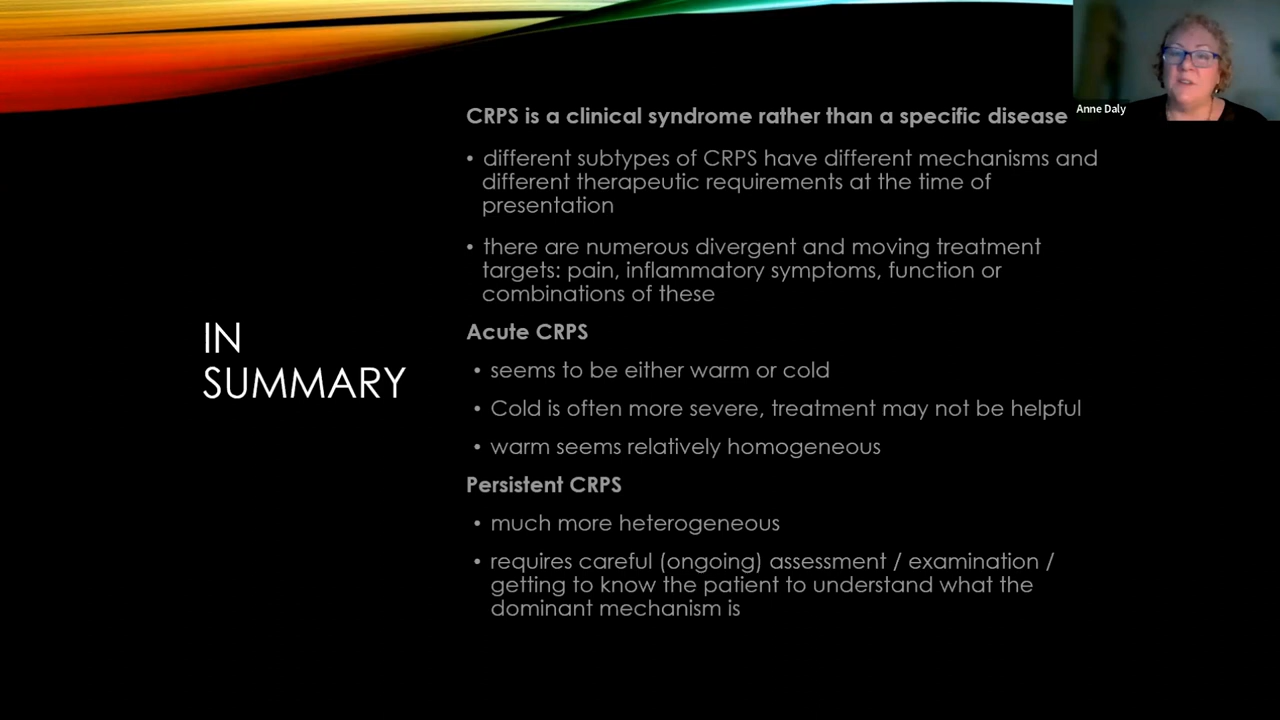 Anne Daly
IN
SUMMARY
CRPS is a clinical syndrome rather than a specific disease
• different subtypes of CRPS have different mechanisms and
different therapeutic requirements at the time of
presentation
• there are numerous divergent and moving treatment
targets: pain, inflammatory symptoms, function or
combinations of these
Acute CRPS
• seems to be either warm or cold
• Cold is often more severe, treatment may not be helpful
• warm seems relatively homogeneous
Persistent CRPS
• much more heterogeneous
• requires careful (ongoing) assessment / examination /
getting to know the patient to understand what the
dominant mechanism is